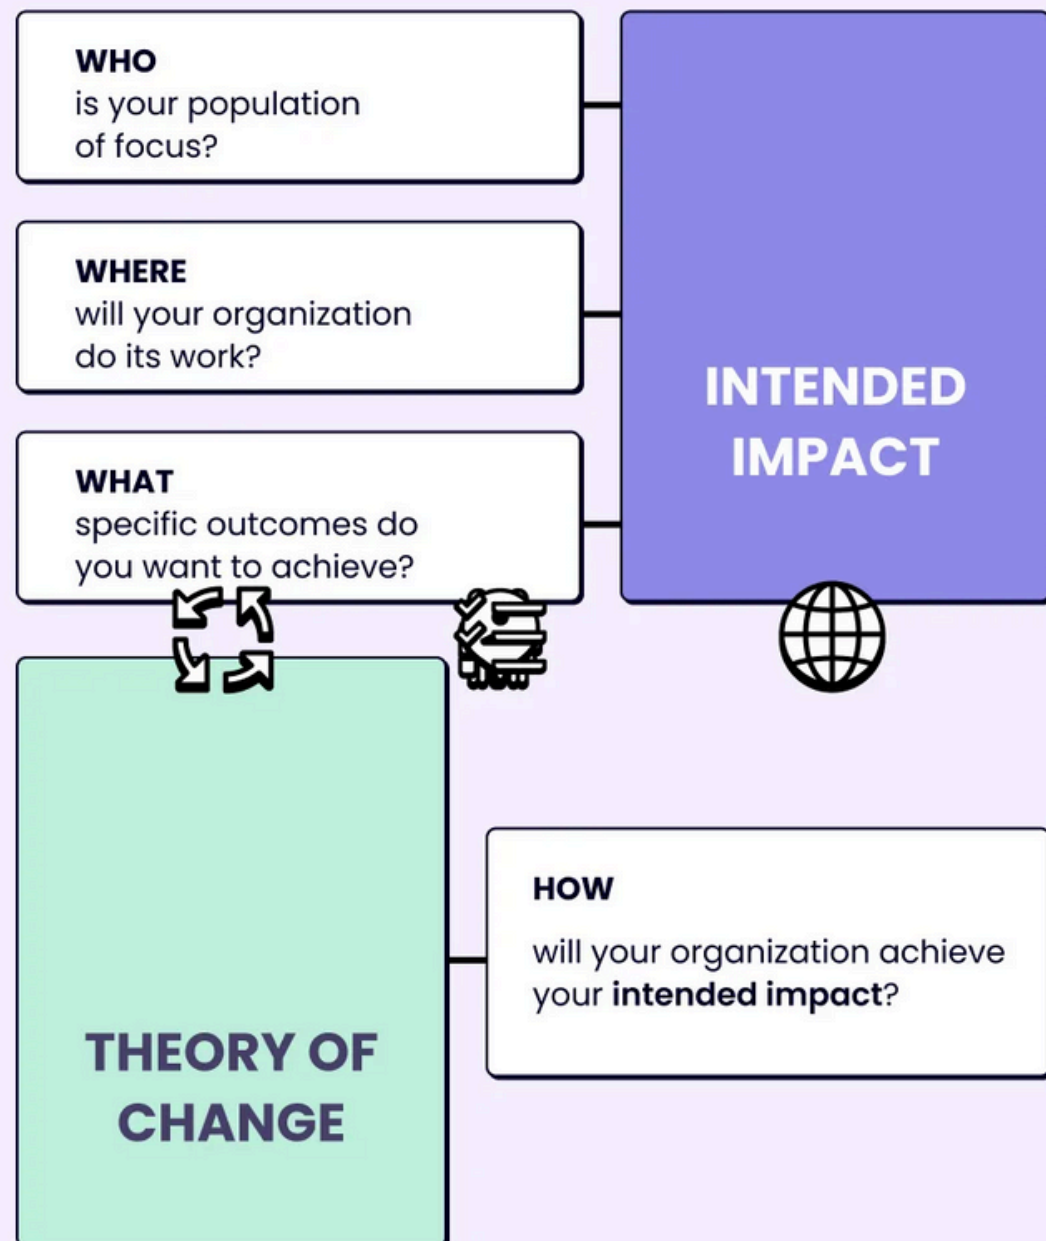 WHO
is your population
of focus?
WHERE
will your organization
do its work?
WHAT
specific outcomes do
you want to achieve?
INTENDED
IMPACT
THEORY OF
CHANGE
HOW
will your organization achieve
your intended impact?